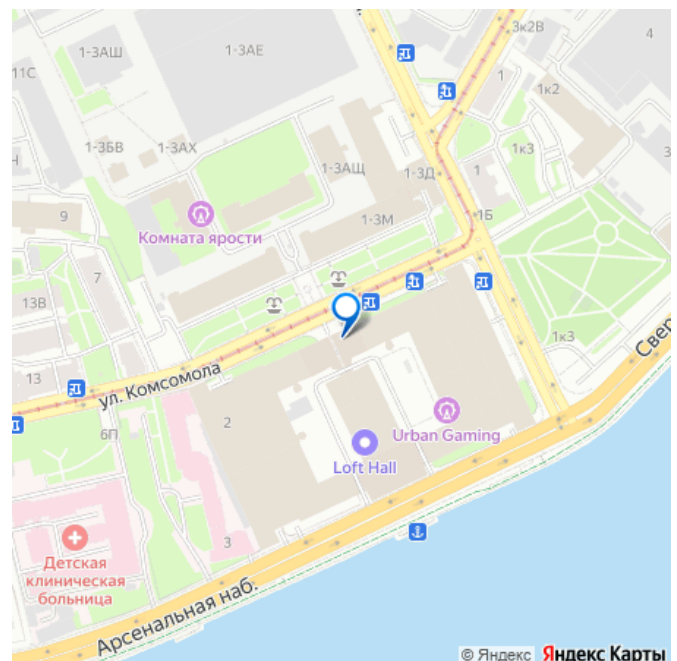 3к2В
4
1-3АШ
1-3АЕ
11С
1
1к2
1-3БВ
1-3АХ
1к3
3
1-3АЩ
1
1-3Д
9
1-3М
1Б
Комната ярости
7
13В
1к3
Свер
13
ул. Комсомола
2
6П
Urban Gaming
Loft Hall
3
Детская
клиническая
больница
Арсенальная наб.
© Яндекс Яндекс Карты